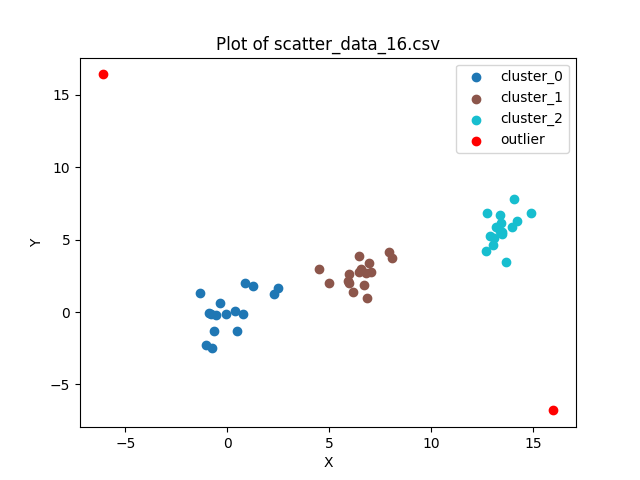 Plot of scatter_data_16.csv
cluster_0
cluster_1
cluster_2
outlier
15
10
5
0
−5
Y
−5
0
5
10
15
X